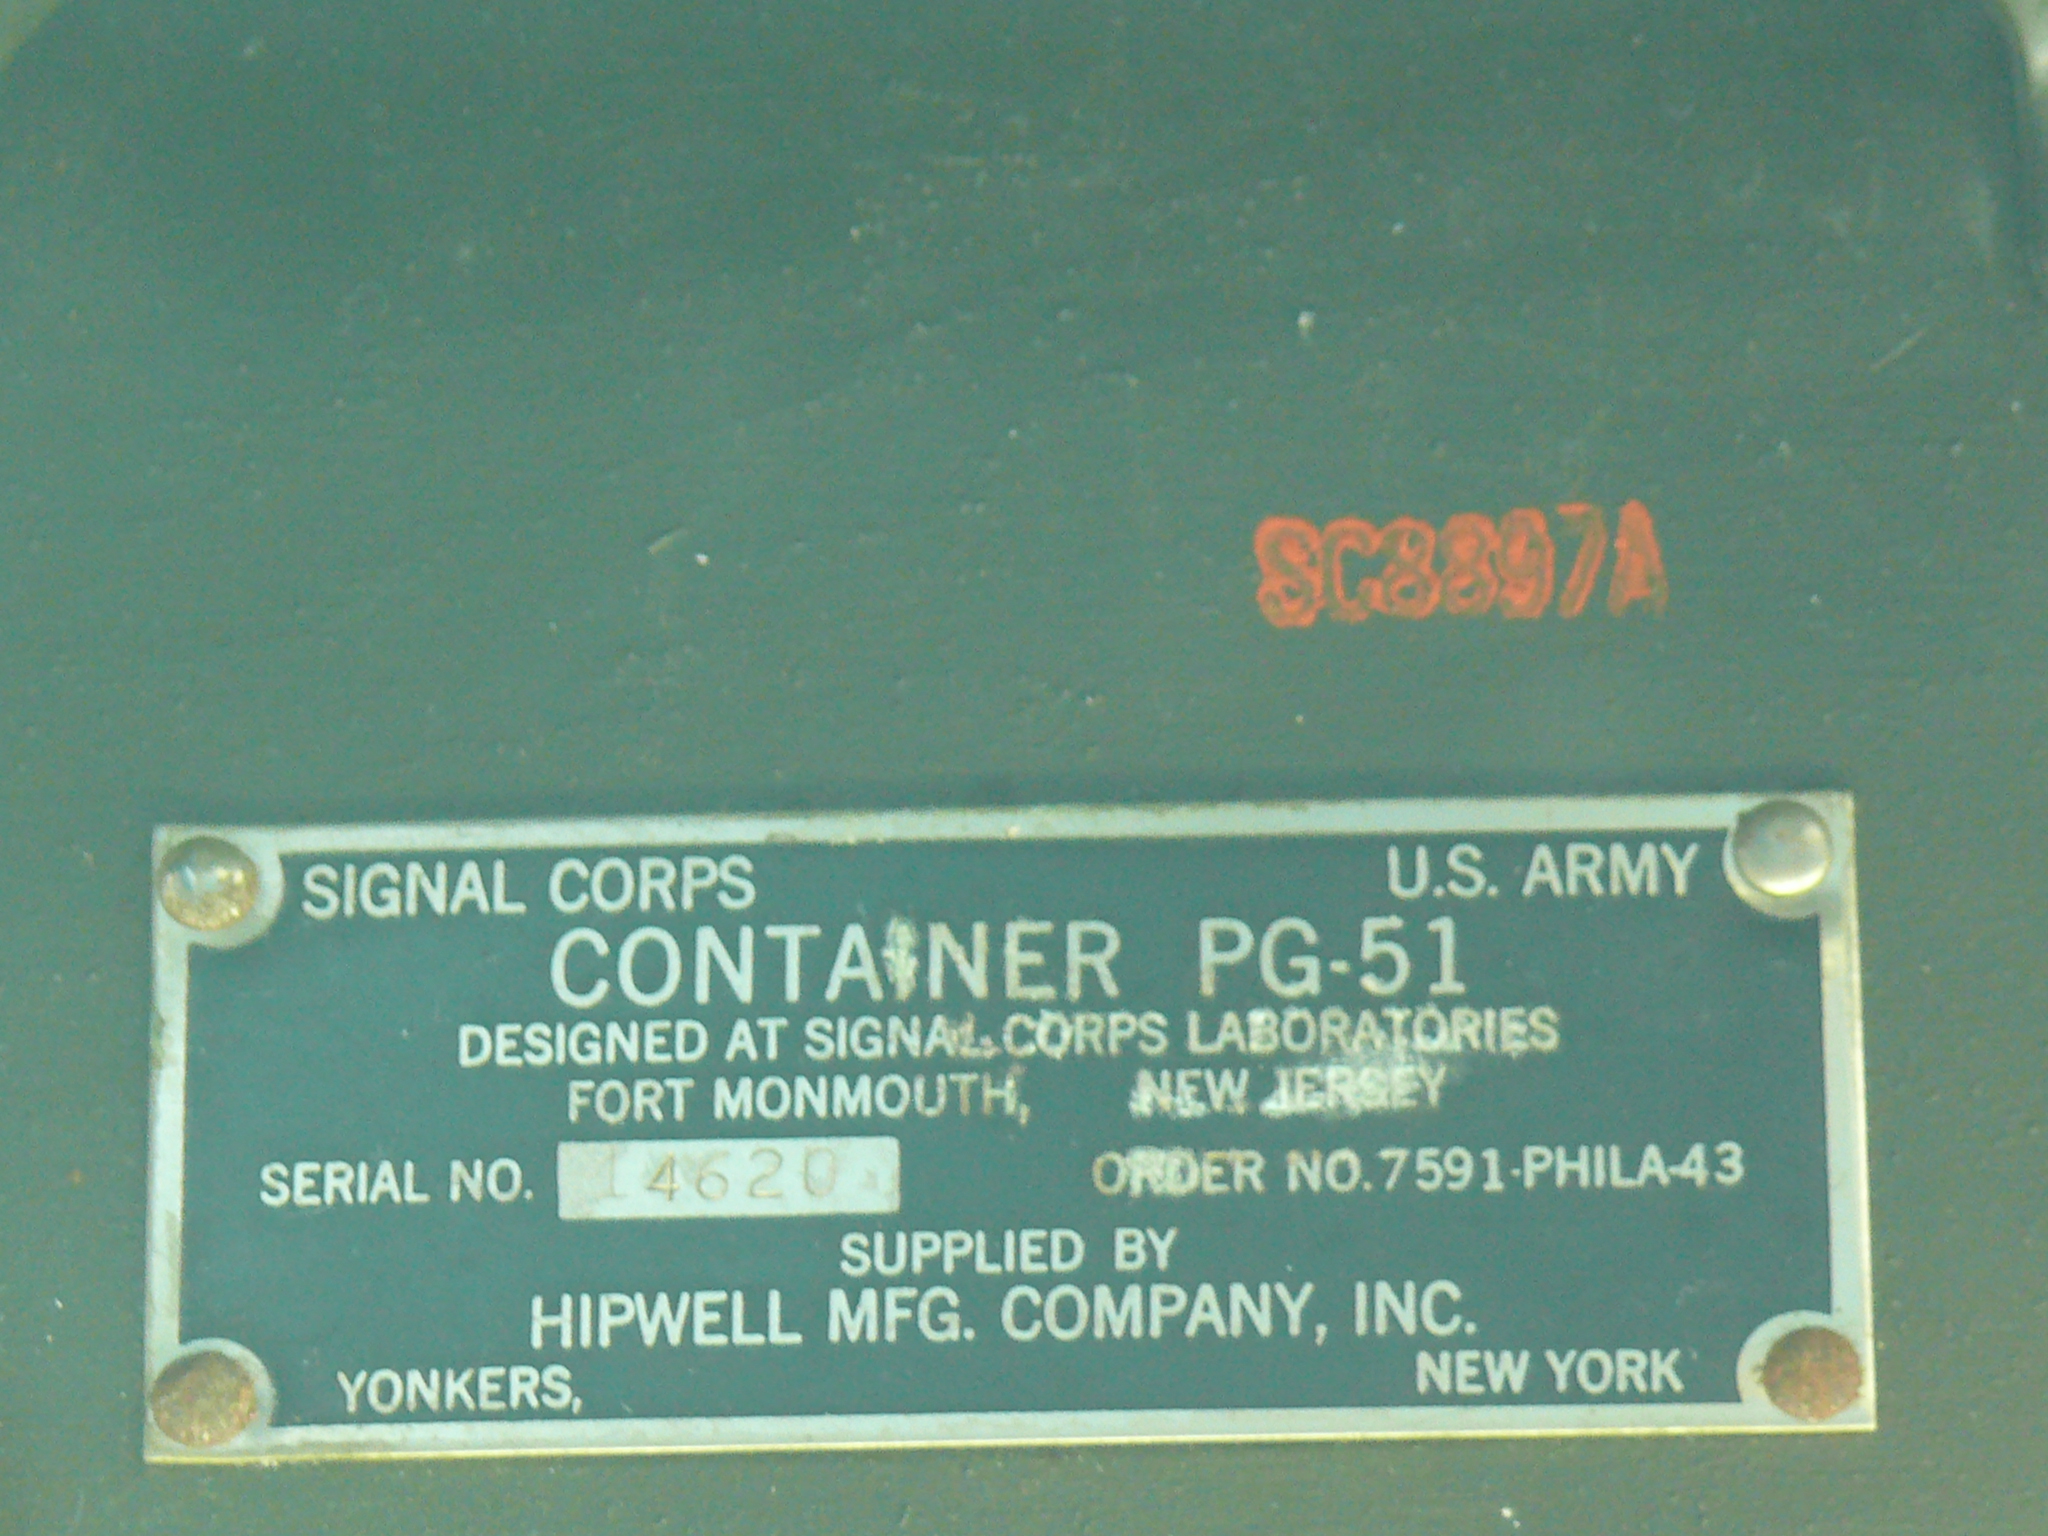 SC8897A
SIGNAL CORPS U.S. ARMY
CONTAINER PG-51
DESIGNED AT SIGNAL CORPS LABORATORIES
FORT MONMOUTH, NEW JERSEY
SERIAL NO. 14620 ORDER NO. 7591-PHILA-43
SUPPLIED BY
HIPWELL MFG. COMPANY, INC.
YONKERS, NEW YORK